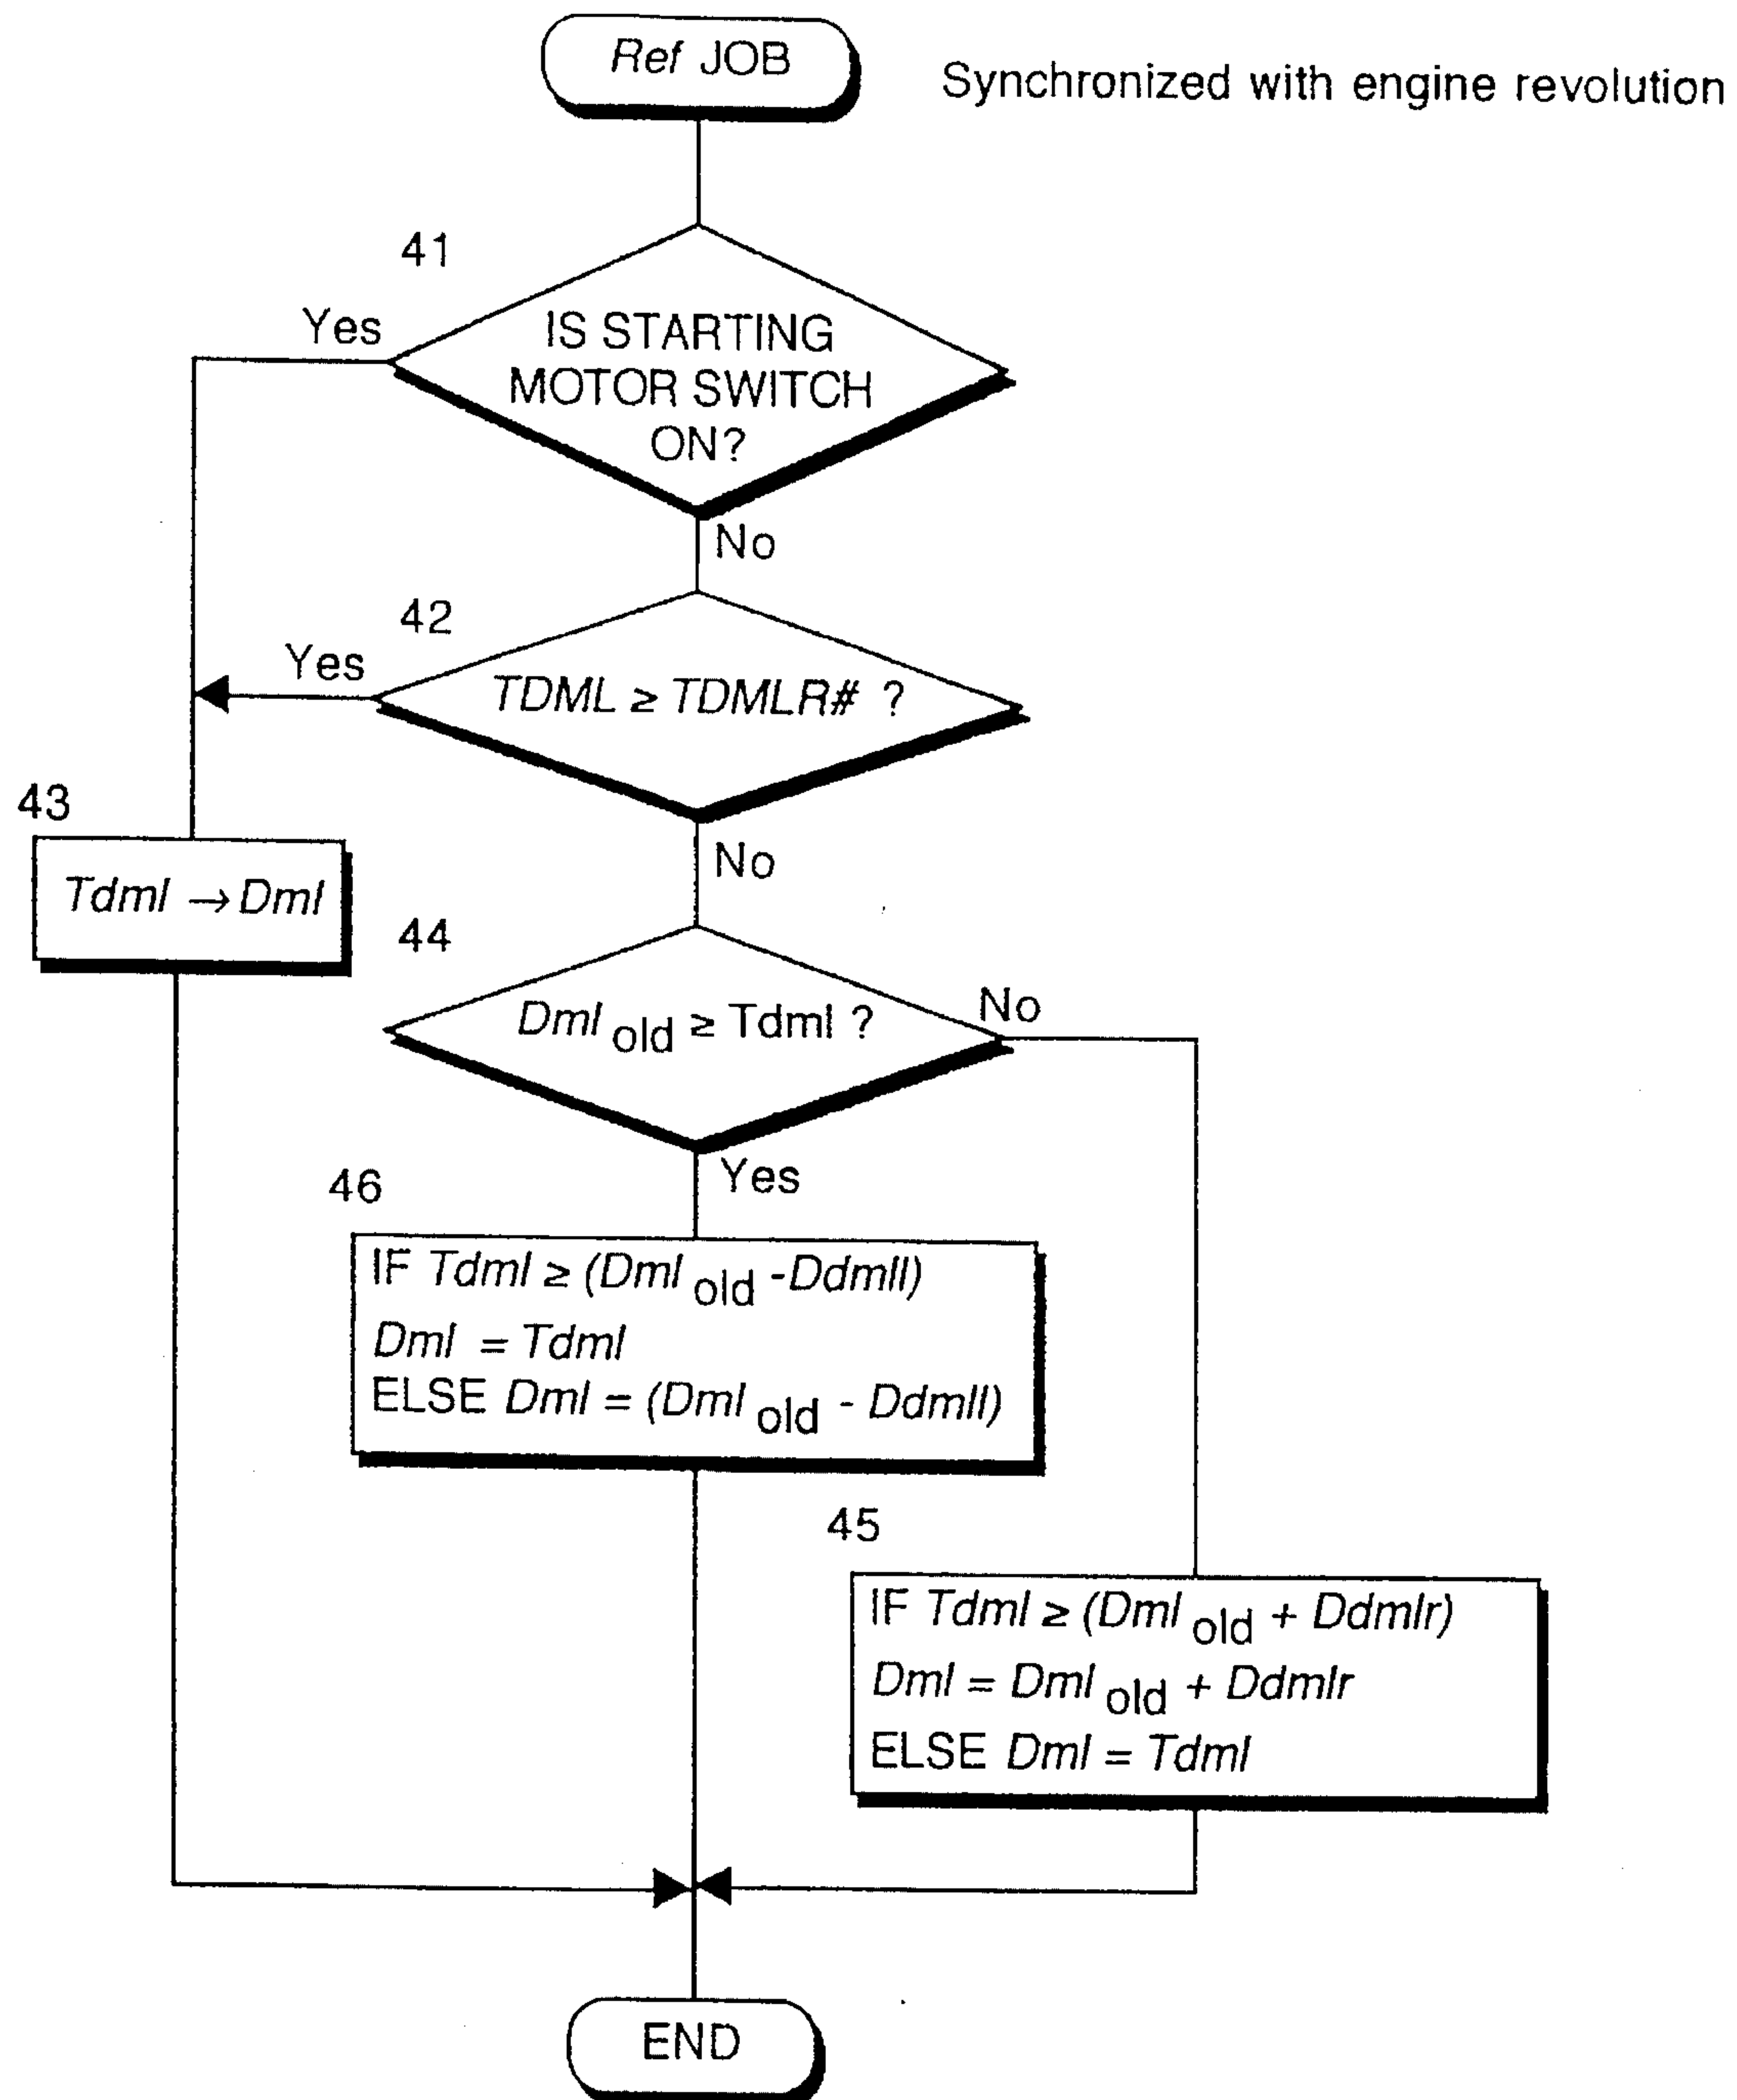 Ref JOB
Synchronized with engine revolution
41
Yes
IS STARTING
MOTOR SWITCH
ON?
No
42
Yes
TDML ≥ TDMLR# ?
No
43
Tdml → Dml
44
Dml old ≥ Tdml ?
No
Yes
46
IF Tdml ≥ (Dml old -Ddmll)
Dml = Tdml
ELSE Dml = (Dml old - Ddmll)
45
IF Tdml ≥ (Dml old + Ddmlr)
Dml = Dml old + Ddmlr
ELSE Dml = Tdml
END